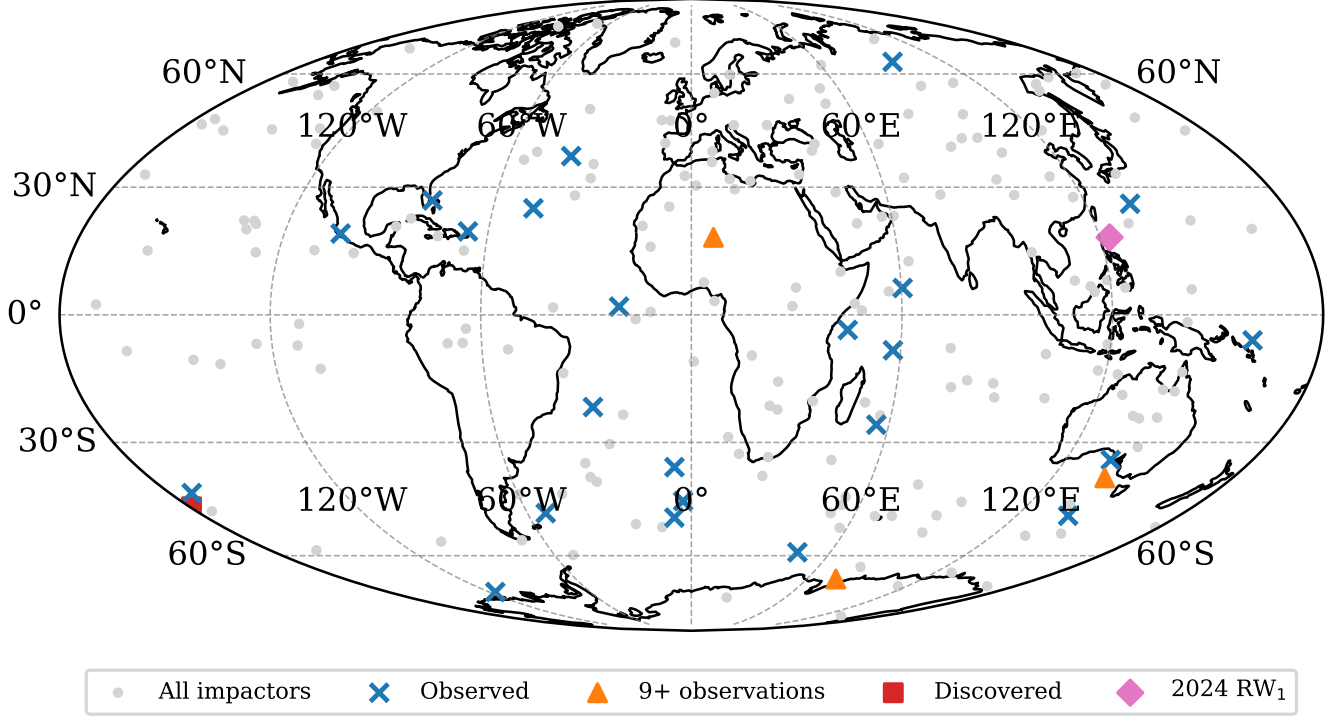 60°N 60°N
120°W 60°W 0° 60°E 120°E
30°N
0°
30°S
120°W 60°W 0° 60°E 120°E
60°S 60°S
All impactors Observed 9+ observations Discovered 2024 RW₁